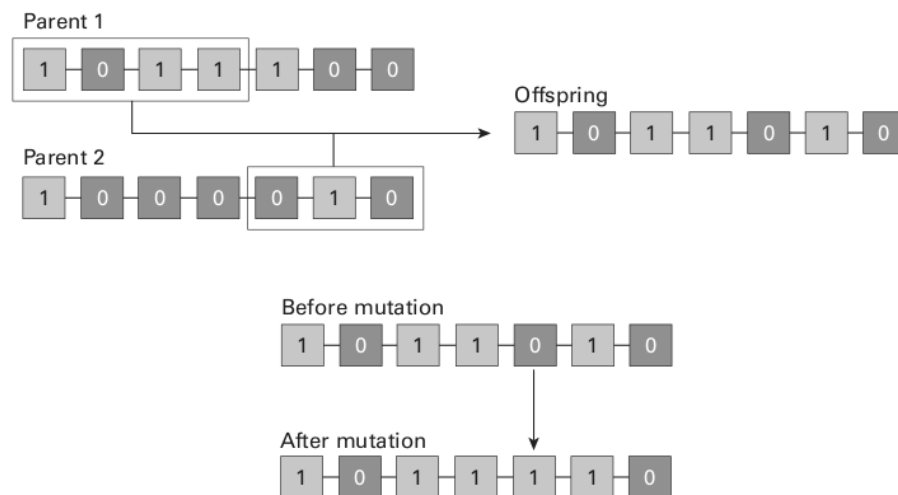 Parent 1
1 0 1 1 1 0 0
Offspring
1 0 1 1 0 1 0
Parent 2
1 0 0 0 0 1 0
Before mutation
1 0 1 1 0 1 0
After mutation
1 0 1 1 1 1 0